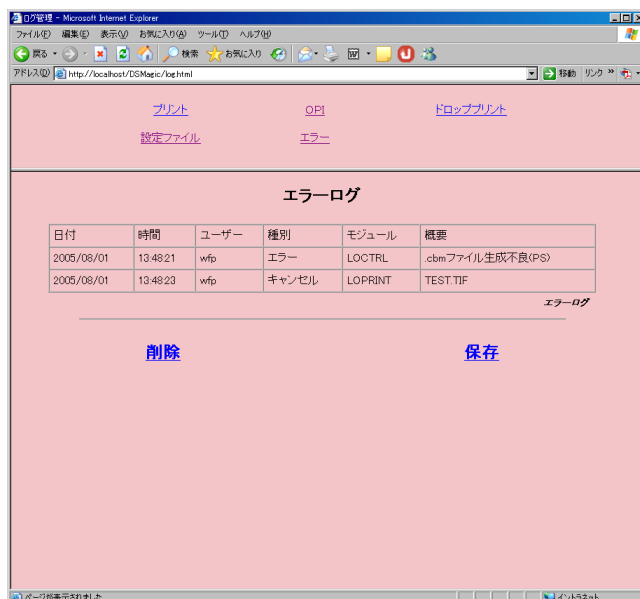 ログ管理 - Microsoft Internet Explorer
ファイル(F) 編集(E) 表示(V) お気に入り(A) ツール(T) ヘルプ(H)
戻る 検索 お気に入り
アドレス(D) http://localhost/DSMagic/log.html 移動 リンク »
プリント OPI ドロッププリント
設定ファイル エラー
エラーログ
日付 時間 ユーザー 種別 モジュール 概要
2005/08/01 13:48:21 wfp エラー LOCTRL .cbmファイル生成不良(PS)
2005/08/01 13:48:23 wfp キャンセル LOPRINT TEST.TIF
エラーログ
削除 保存
ページが表示されました イントラネット